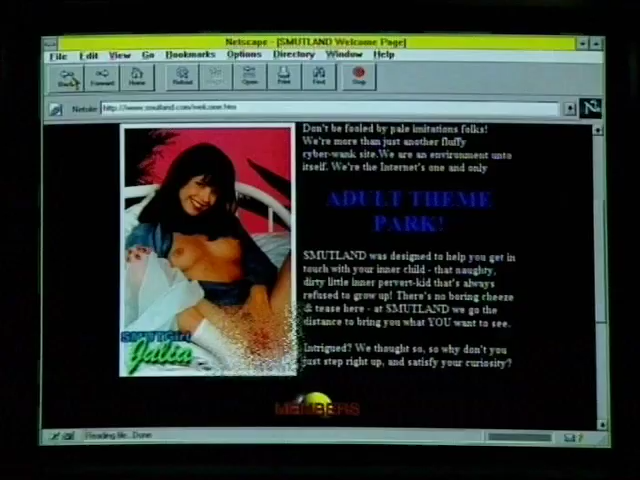 Netscape - [SMUTLAND Welcome Page]
File Edit View Go Bookmarks Options Directory Window Help
Back Forward Home Reload Images Open Print Find Stop
Netsite: http://www.smutland.com/welcome.htm
N
Don't be fooled by pale imitations folks!
We're more than just another fluffy
cyber-wank site.We are an environment unto
itself. We're the Internet's one and only
ADULT THEME
PARK!
SMUTLAND was designed to help you get in
touch with your inner child - that naughty,
dirty little inner pervert-kid that's always
refused to grow up! There's no boring cheeze
& tease here - at SMUTLAND we go the
distance to bring you what YOU want to see.
Intrigued? We thought so, so why don't you
just step right up, and satisfy your curiosity?
SMUTGirl
Julia
MEMBERS
Reading file...Done